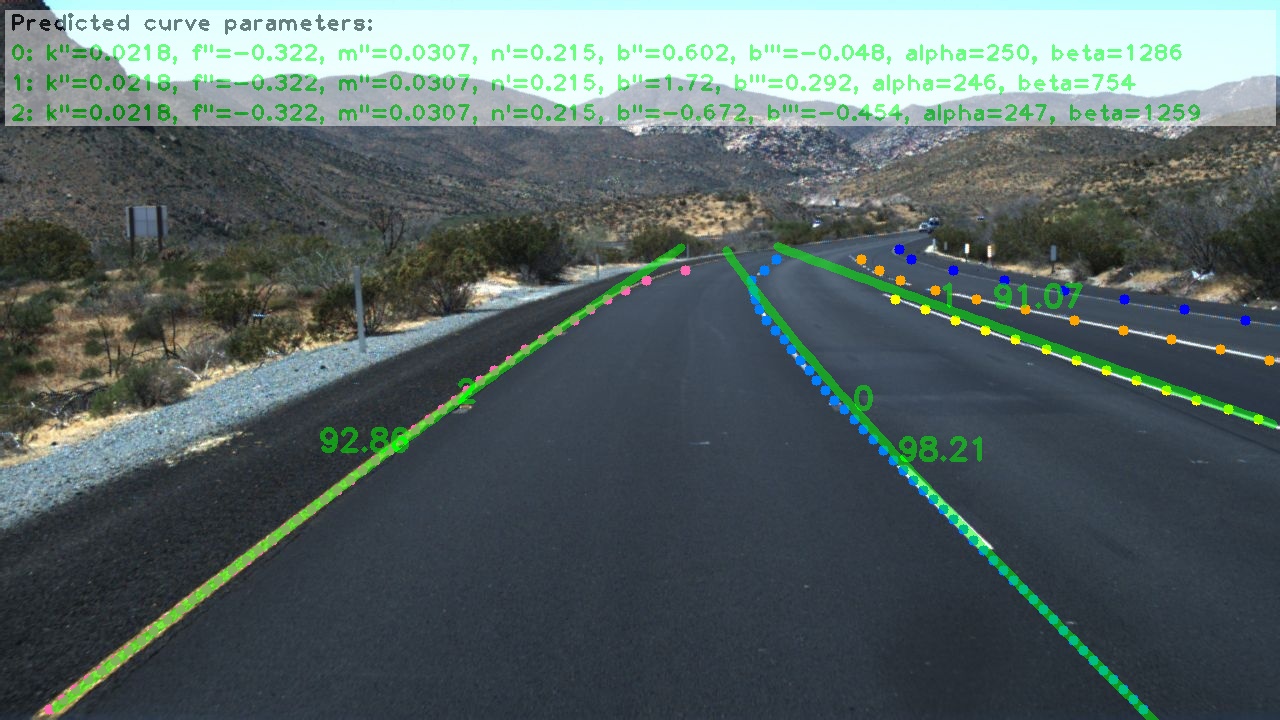 Predicted curve parameters:
0: k''=0.0218, f''=-0.322, m''=0.0307, n'=0.215, b''=0.602, b'''=-0.048, alpha=250, beta=1286
1: k''=0.0218, f''=-0.322, m''=0.0307, n'=0.215, b''=1.72, b'''=0.292, alpha=246, beta=754
2: k''=0.0218, f''=-0.322, m''=0.0307, n'=0.215, b''=-0.672, b'''=-0.454, alpha=247, beta=1259
1 91.07
2
0
92.86
98.21